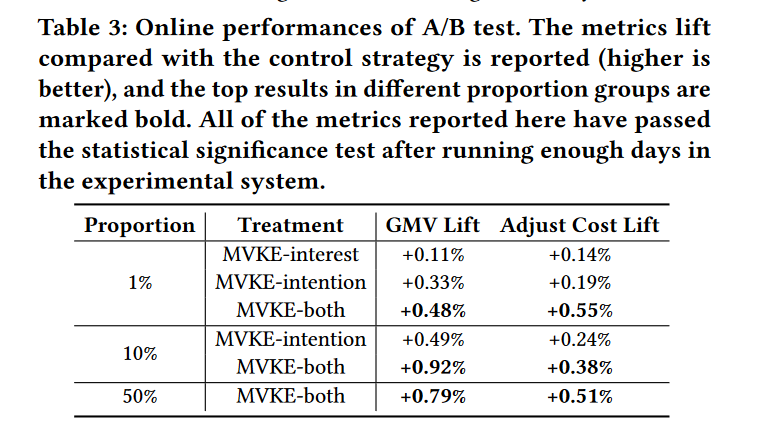 Table 3: Online performances of A/B test. The metrics lift
compared with the control strategy is reported (higher is
better), and the top results in different proportion groups are
marked bold. All of the metrics reported here have passed
the statistical significance test after running enough days in
the experimental system.
Proportion Treatment GMV Lift Adjust Cost Lift
MVKE-interest +0.11% +0.14%
1% MVKE-intention +0.33% +0.19%
MVKE-both +0.48% +0.55%
MVKE-intention +0.49% +0.24%
10%
MVKE-both +0.92% +0.38%
50% MVKE-both +0.79% +0.51%